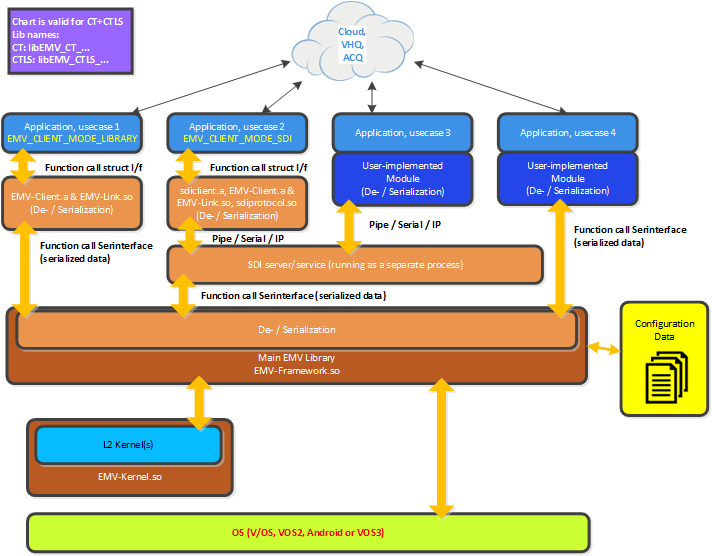 Chart is valid for CT+CTLS
Lib names:
CT: libEMV_CT_...
CTLS: libEMV_CTLS_...
Cloud,
VHQ,
ACQ
Application, usecase 1
EMV_CLIENT_MODE_LIBRARY
Application, usecase 2
EMV_CLIENT_MODE_SDI
Application, usecase 3
Application, usecase 4
Function call struct I/f
Function call struct I/f
User-implemented
Module
(De- / Serialization)
User-implemented
Module
(De- / Serialization)
EMV-Client.a & EMV-Link.so
(De- / Serialization)
sdiclient.a, EMV-Client.a &
EMV-Link.so, sdiprotocol.so
(De- / Serialization)
Pipe / Serial / IP
Pipe / Serial / IP
Function call Serinterface
(serialized data)
Function call Serinterface
(serialized data)
SDI server/service (running as a separate process)
Function call Serinterface (serialized data)
De- / Serialization
Main EMV Library
EMV-Framework.so
Configuration
Data
L2 Kernel(s)
EMV-Kernel.so
OS (V/OS, VOS2, Android or VOS3)